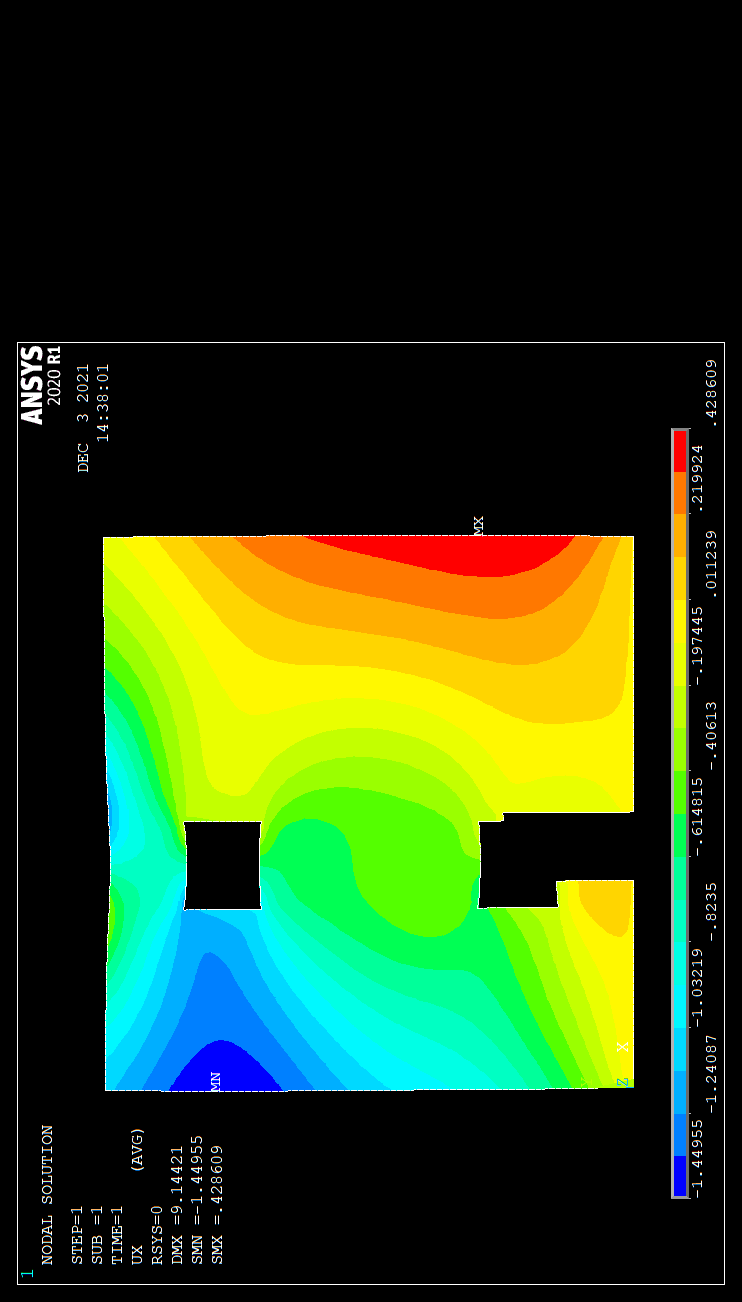 1
NODAL SOLUTION
STEP=1
SUB =1
TIME=1
UX (AVG)
RSYS=0
DMX =9.14421
SMN =-1.44955
SMX =.428609
ANSYS
2020 R1
DEC 3 2021
14:38:01
MN
MX
Z X
-1.44955
-1.24087
-1.03219
-.8235
-.614815
-.40613
-.197445
.011239
.219924
.428609